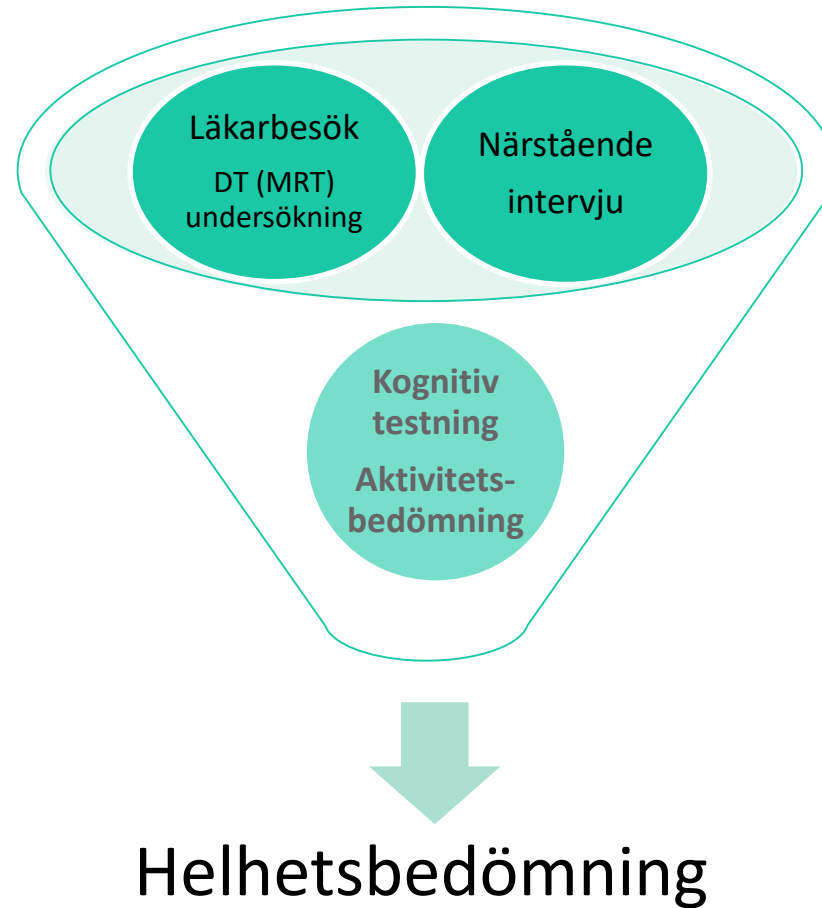 Läkarbesök
DT (MRT)
undersökning
Närstående
intervju
Kognitiv
testning
Aktivitets-
bedömning
Helhetsbedömning